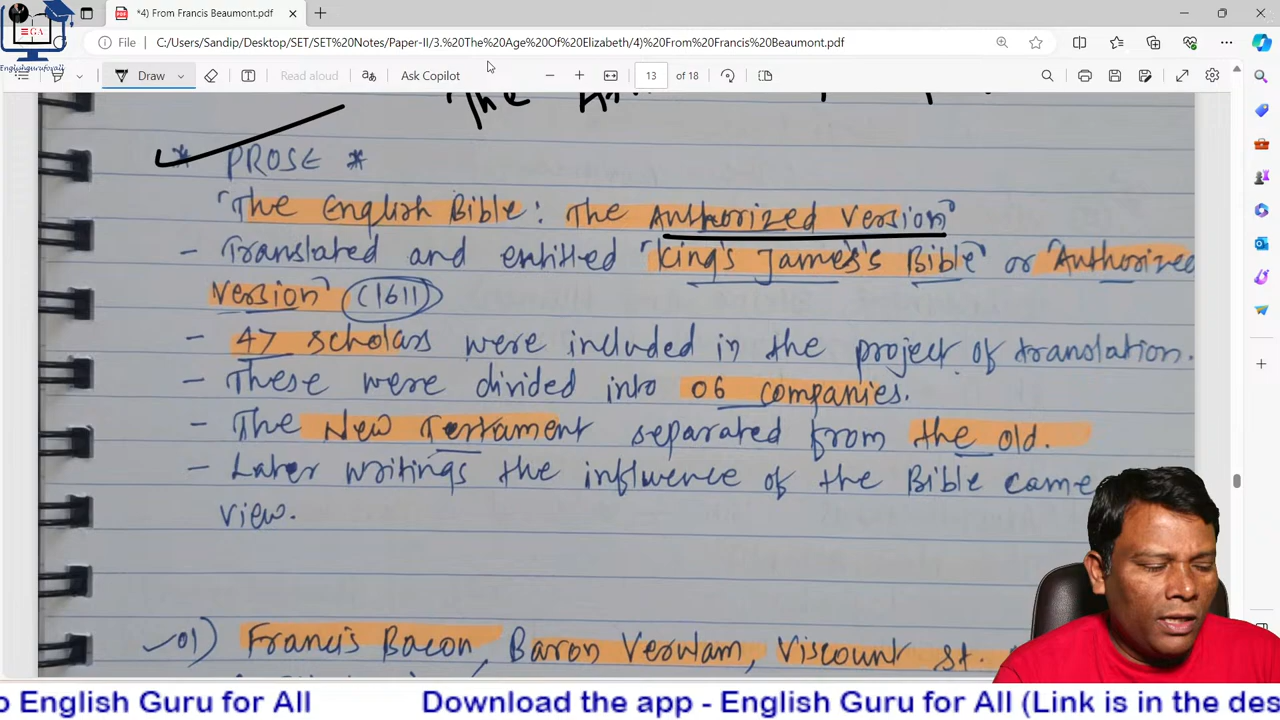 EGA
Englishguruforall
*4) From Francis Beaumont.pdf
File
C:/Users/Sandip/Desktop/SET/SET%20Notes/Paper-II/3.%20The%20Age%20Of%20Elizabeth/4)%20From%20Francis%20Beaumont.pdf
Draw
Read aloud
Ask Copilot
13 of 18
The
* PROSE *
"The English Bible: The Authorized Version"
- Translated and entitled "King's James's Bible" or "Authorized
Version" (1611)
- 47 scholars were included in the project of translation.
- These were divided into 06 companies.
- The New Testament separated from the old.
- Later writings the influence of the Bible came
view.
01) Francis Bacon, Baron Verulam, Viscount St.
o English Guru for All Download the app - English Guru for All (Link is in the des